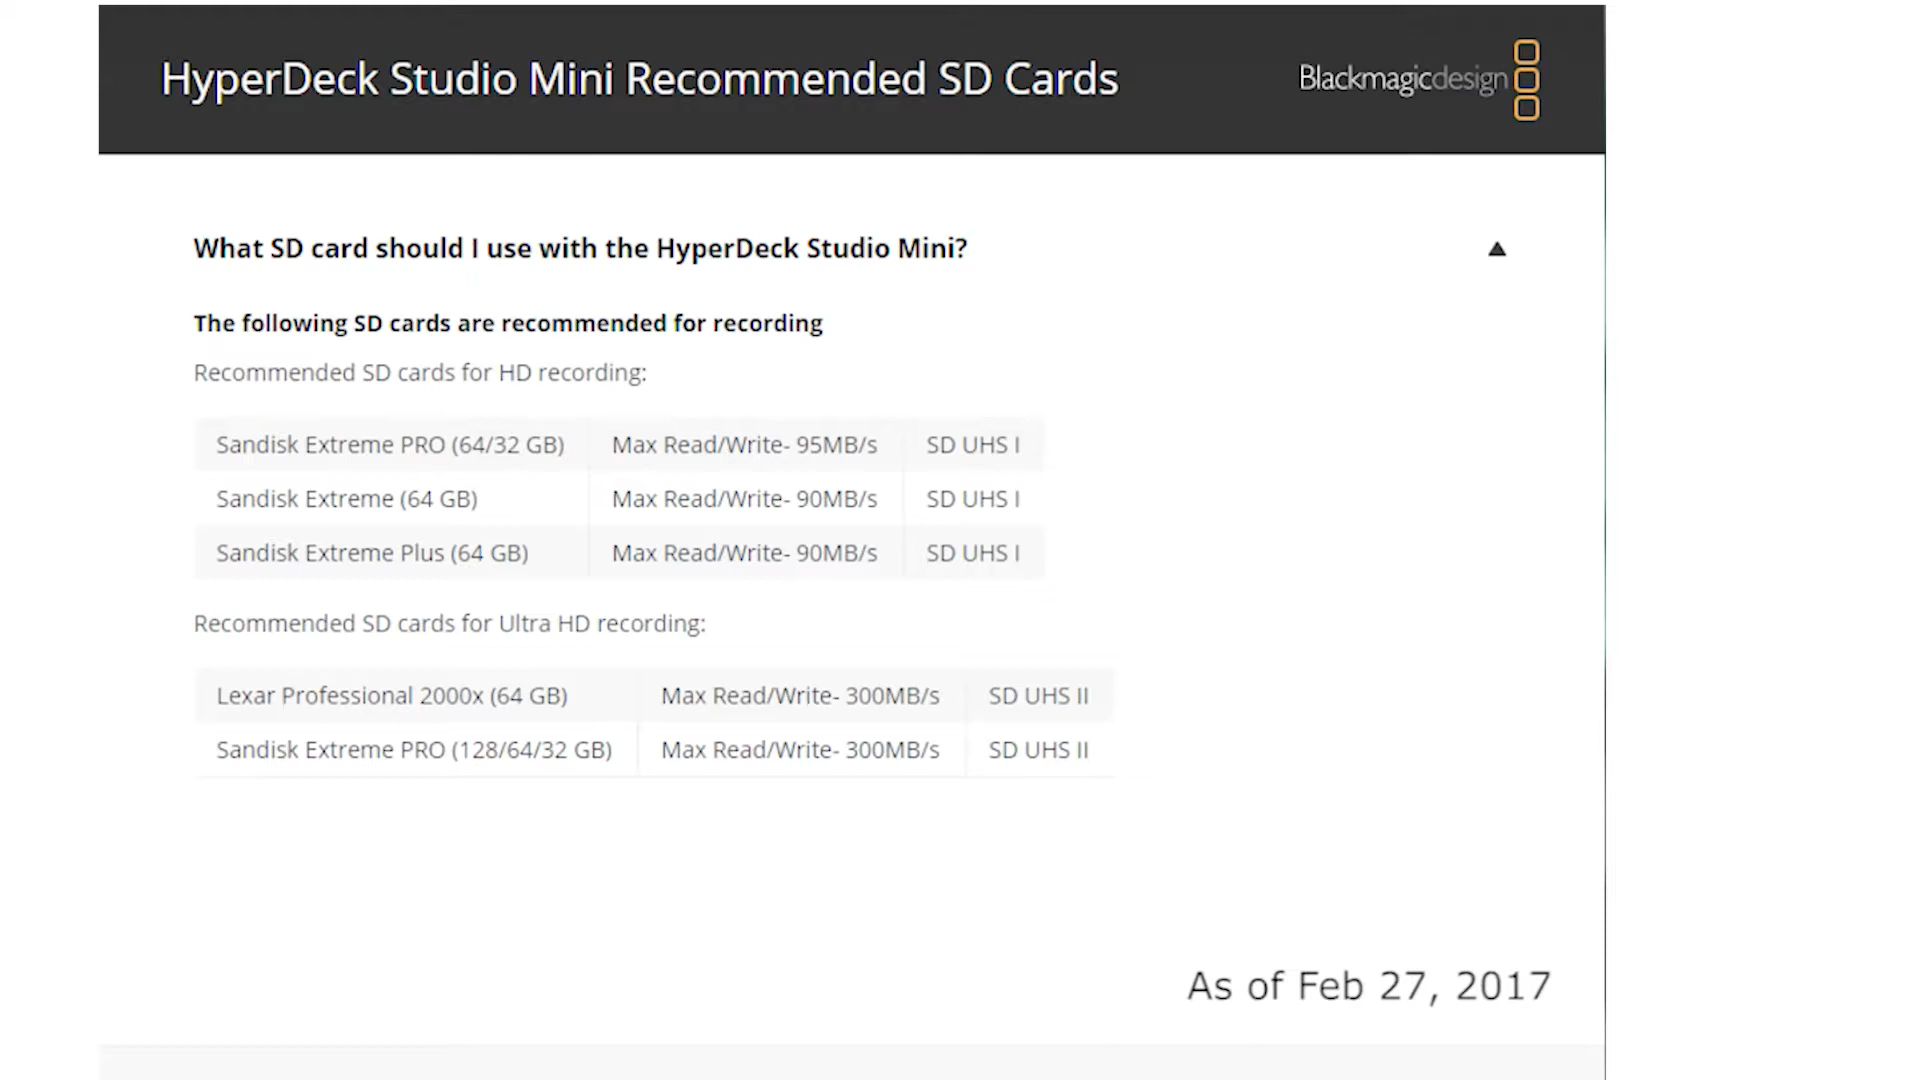 HyperDeck Studio Mini Recommended SD Cards
Blackmagicdesign
What SD card should I use with the HyperDeck Studio Mini?
The following SD cards are recommended for recording
Recommended SD cards for HD recording:
Sandisk Extreme PRO (64/32 GB) Max Read/Write- 95MB/s SD UHS I
Sandisk Extreme (64 GB) Max Read/Write- 90MB/s SD UHS I
Sandisk Extreme Plus (64 GB) Max Read/Write- 90MB/s SD UHS I
Recommended SD cards for Ultra HD recording:
Lexar Professional 2000x (64 GB) Max Read/Write- 300MB/s SD UHS II
Sandisk Extreme PRO (128/64/32 GB) Max Read/Write- 300MB/s SD UHS II
As of Feb 27, 2017